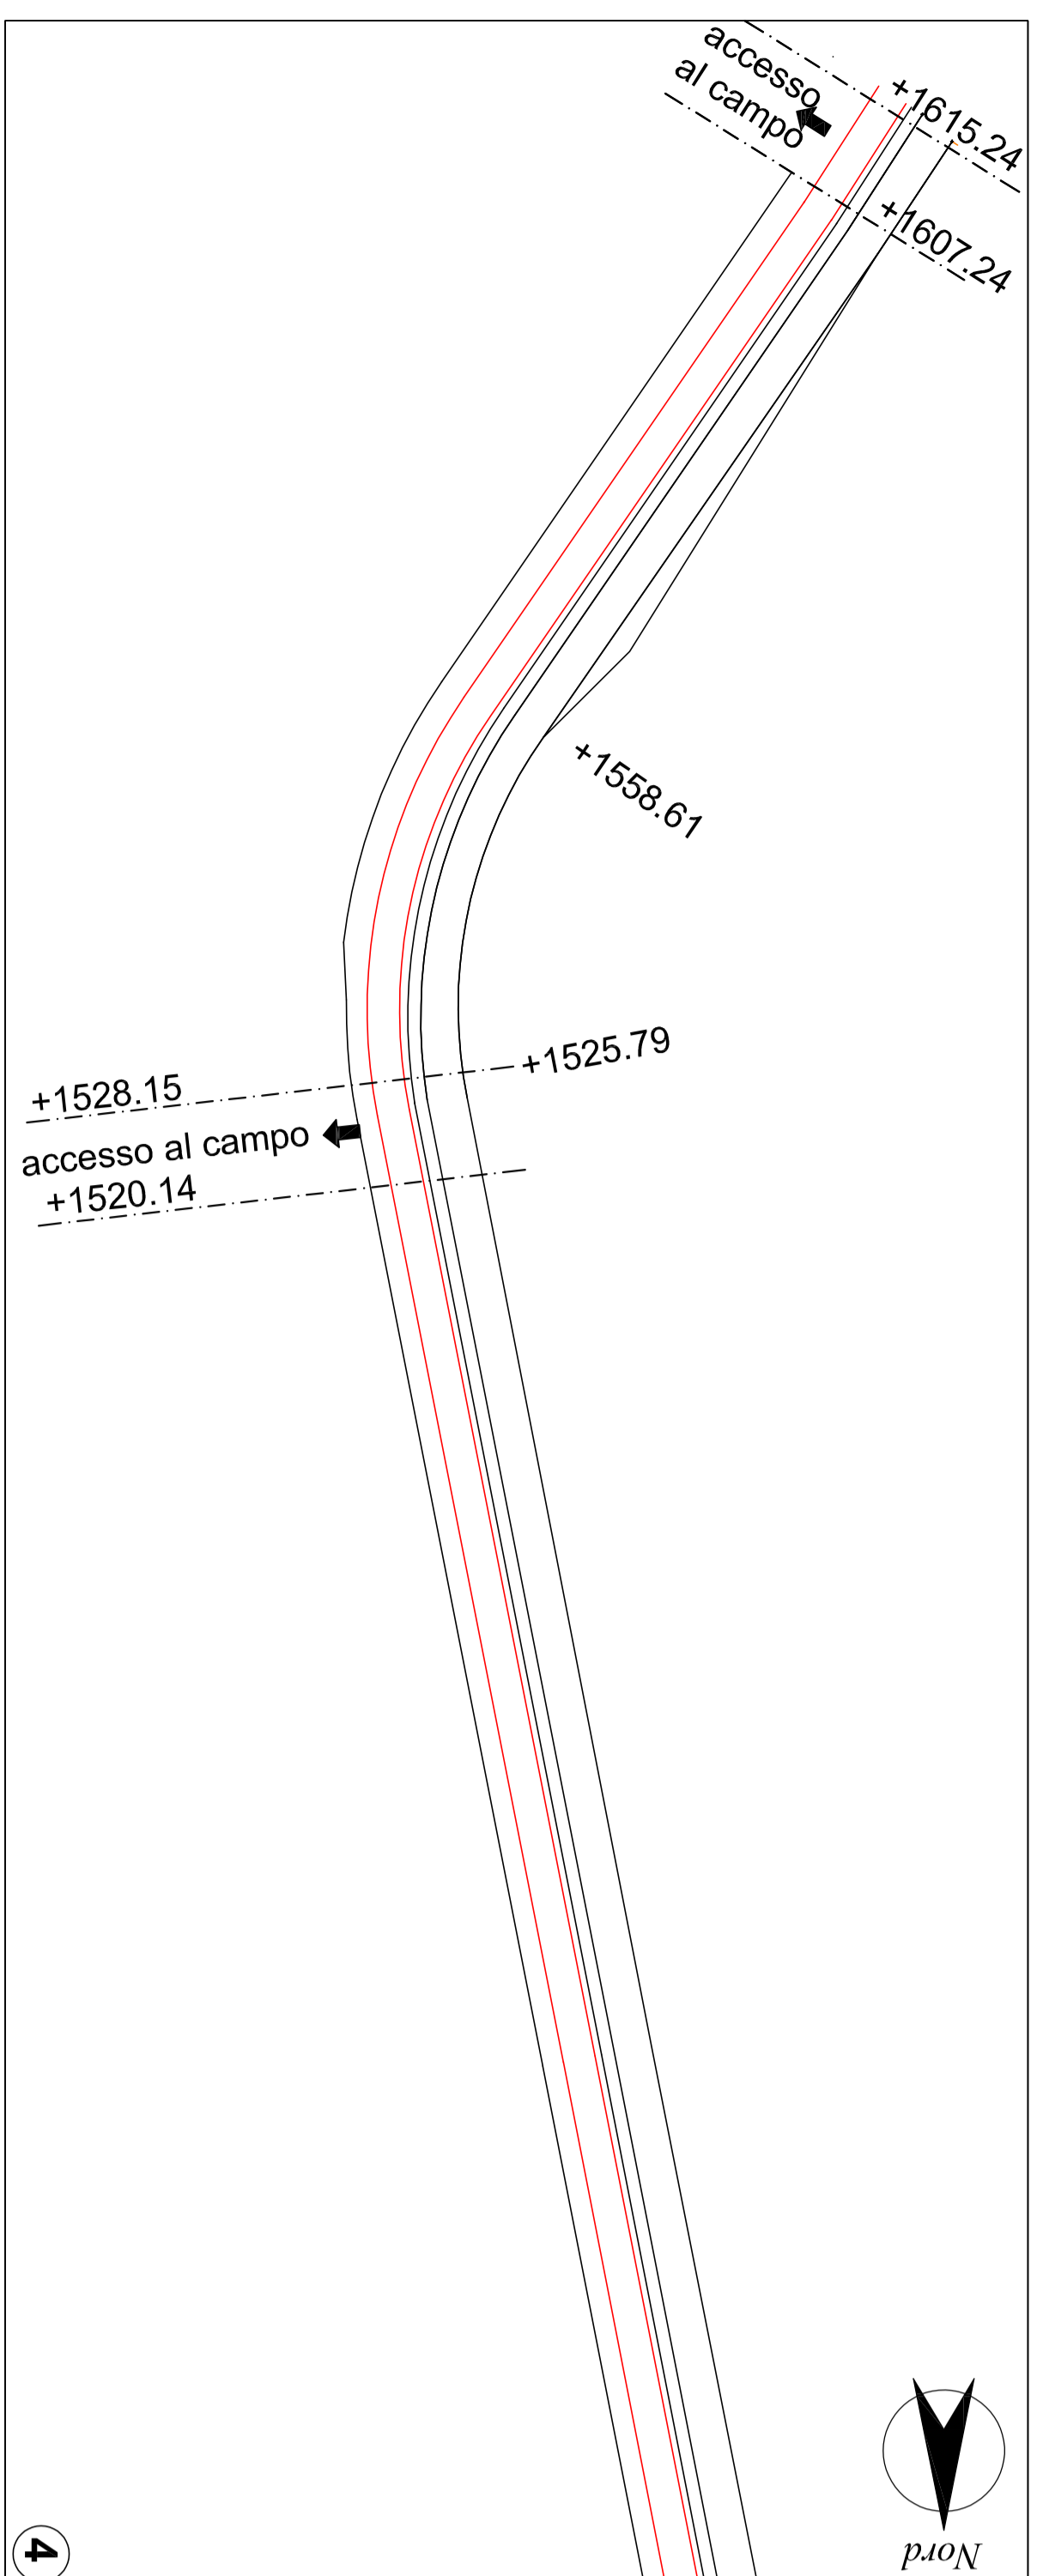 accesso
al campo
+1615.24
+1607.24
+1558.61
+1525.79
+1528.15
accesso al campo
+1520.14
Nord
4